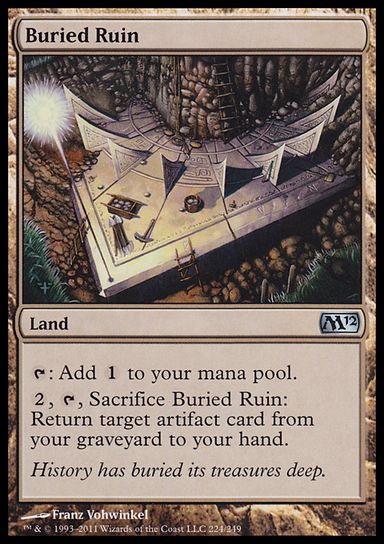 Buried Ruin
Land
M12
T: Add 1 to your mana pool.
2, T, Sacrifice Buried Ruin:
Return target artifact card from
your graveyard to your hand.
History has buried its treasures deep.
Franz Vohwinkel
™ & © 1993–2011 Wizards of the Coast LLC 224/249